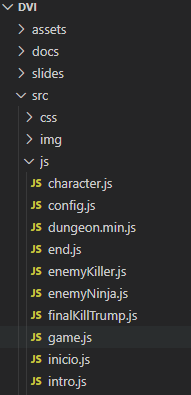 DVI
assets
docs
slides
src
css
img
js
JS character.js
JS config.js
JS dungeon.min.js
JS end.js
JS enemyKiller.js
JS enemyNinja.js
JS finalKillTrump.js
JS game.js
JS inicio.js
JS intro.js